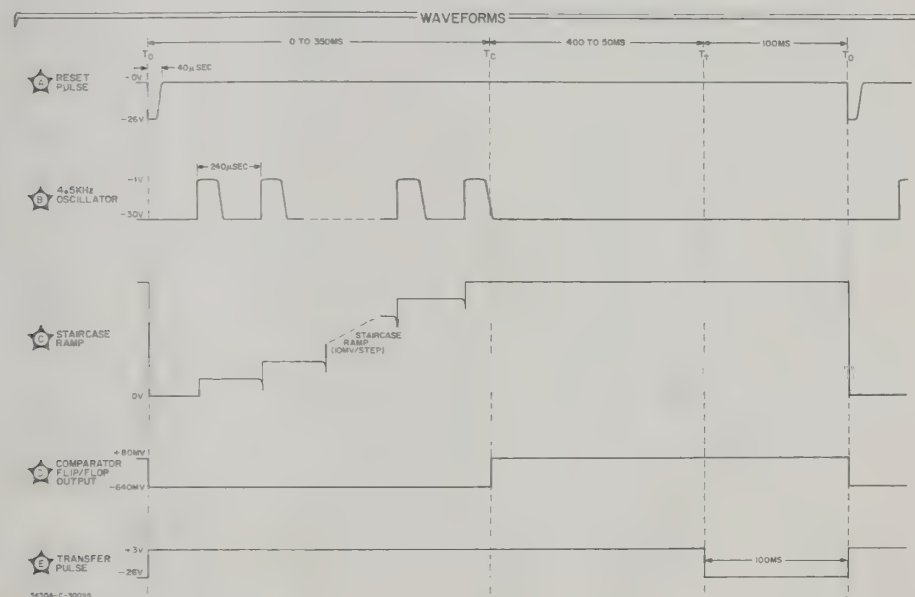 WAVEFORMS
0 TO 350MS
400 TO 50MS
100MS
T0
TC
TT
T0
40µSEC
A
RESET
PULSE
-0V
-26V
240µSEC
B
4.5KHz
OSCILLATOR
-1V
-30V
C
STAIRCASE
RAMP
STAIRCASE
RAMP
(10MV/STEP)
0V
D
COMPARATOR
FLIP/FLOP
OUTPUT
+80MV
-640MV
E
TRANSFER
PULSE
+3V
-26V
100MS